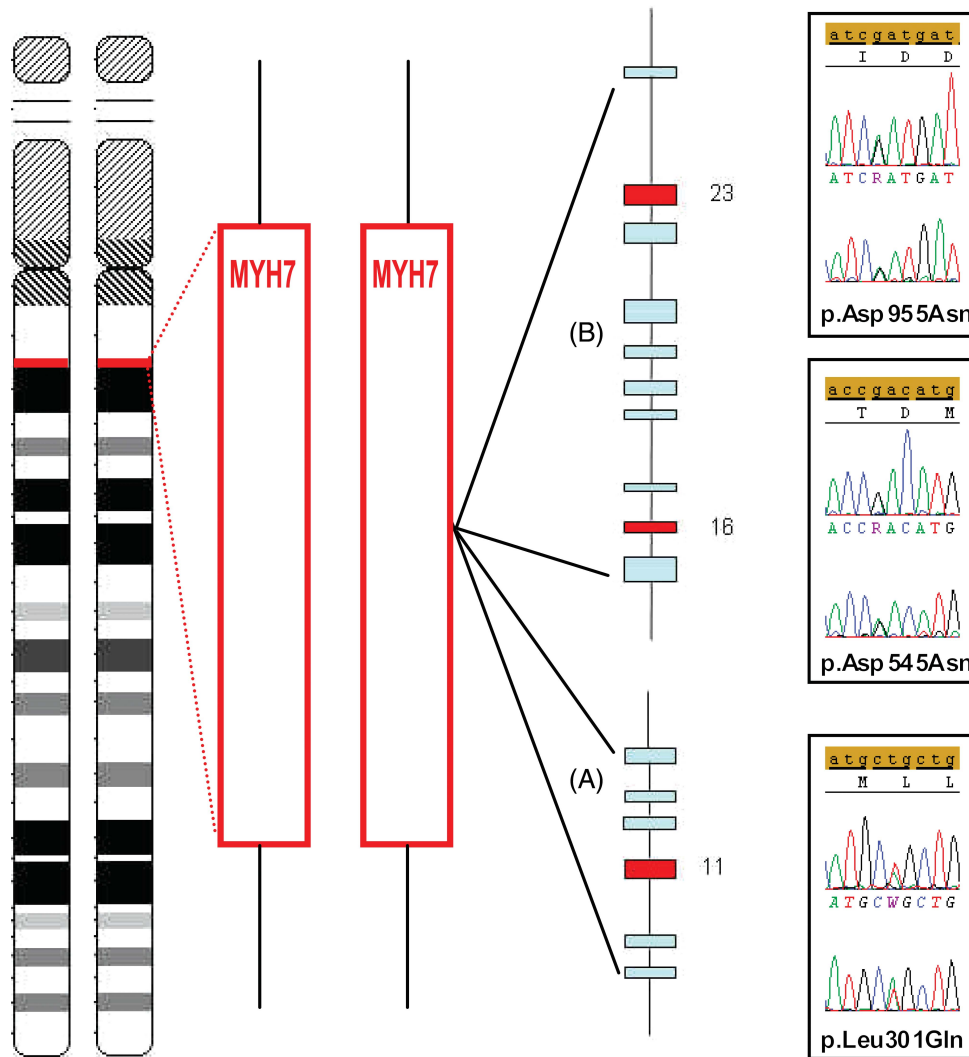 MYH7
MYH7
(B)
23
16
(A)
11
atcgatgat
I D D
ATCRATGAT
p.Asp955Asn
accgacatg
T D M
ACCRACATG
p.Asp545Asn
atgctgctg
M L L
ATGCWGCTG
p.Leu301Gln